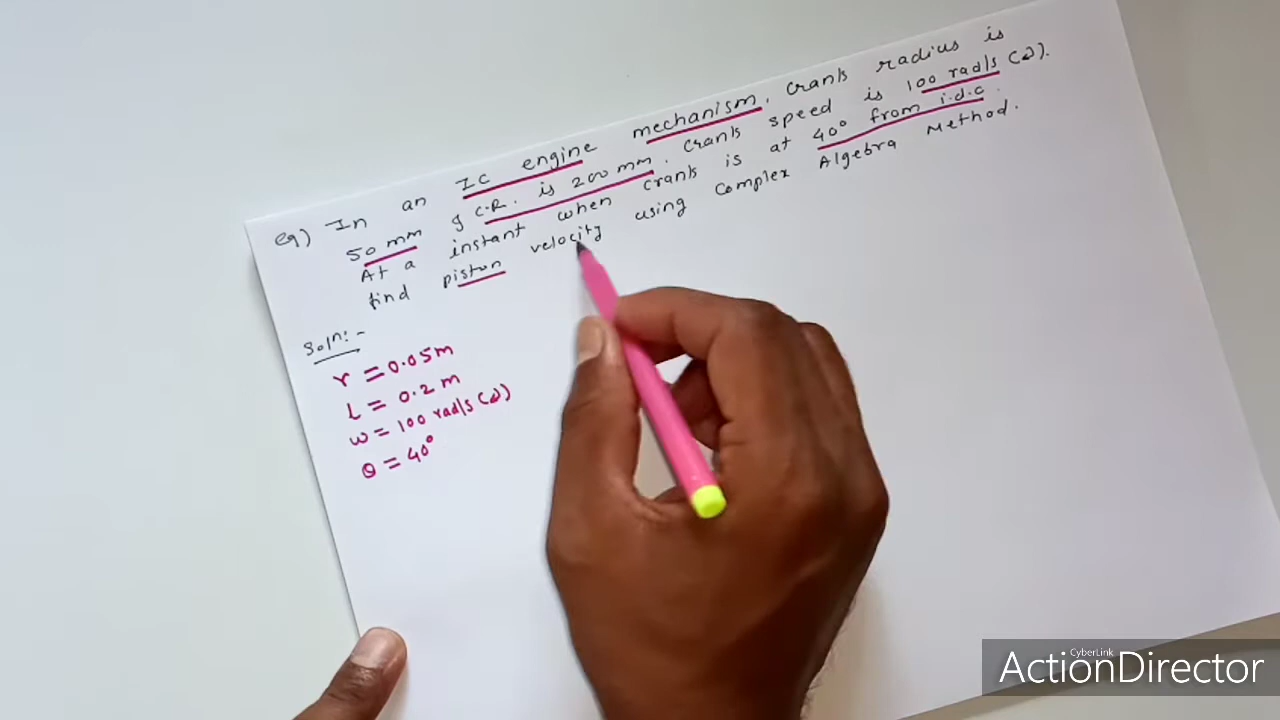 eg) In an IC engine mechanism. Crank radius is
50 mm & C.R. is 200 mm. Crank speed is 100 rad/s (↻).
At a instant when crank is at 40° from i.d.c.
find piston velocity using Complex Algebra Method.
Soln:-
r = 0.05m
l = 0.2 m
ω = 100 rad/s (↻)
θ = 40°
CyberLink
ActionDirector